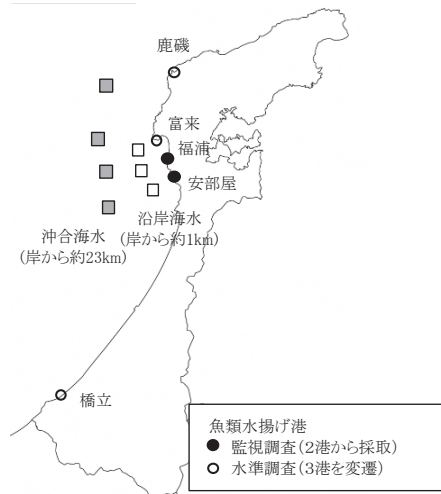 鹿磯
富来
福浦
安部屋
沿岸海水
(岸から約1km)
沖合海水
(岸から約23km)
橋立
魚類水揚げ港
監視調査(2港から採取)
水準調査(3港を変遷)